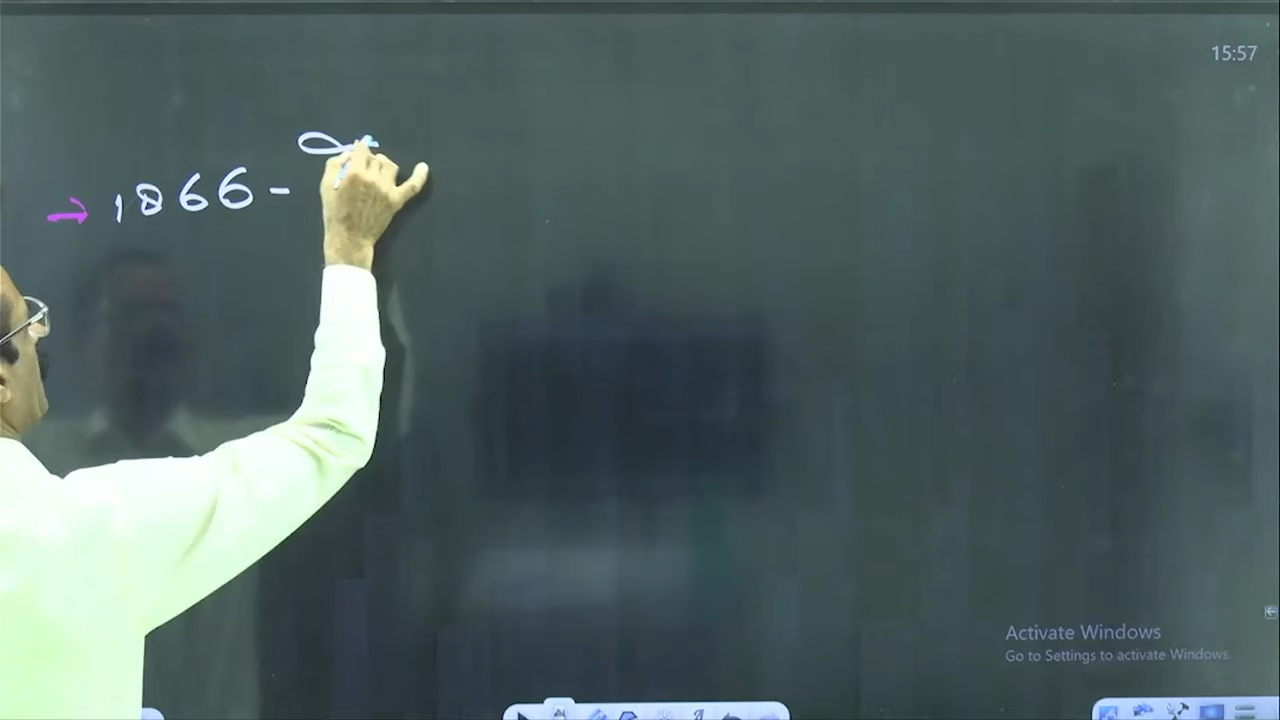 15:57
→ 1866 -
Activate Windows
Go to Settings to activate Windows.